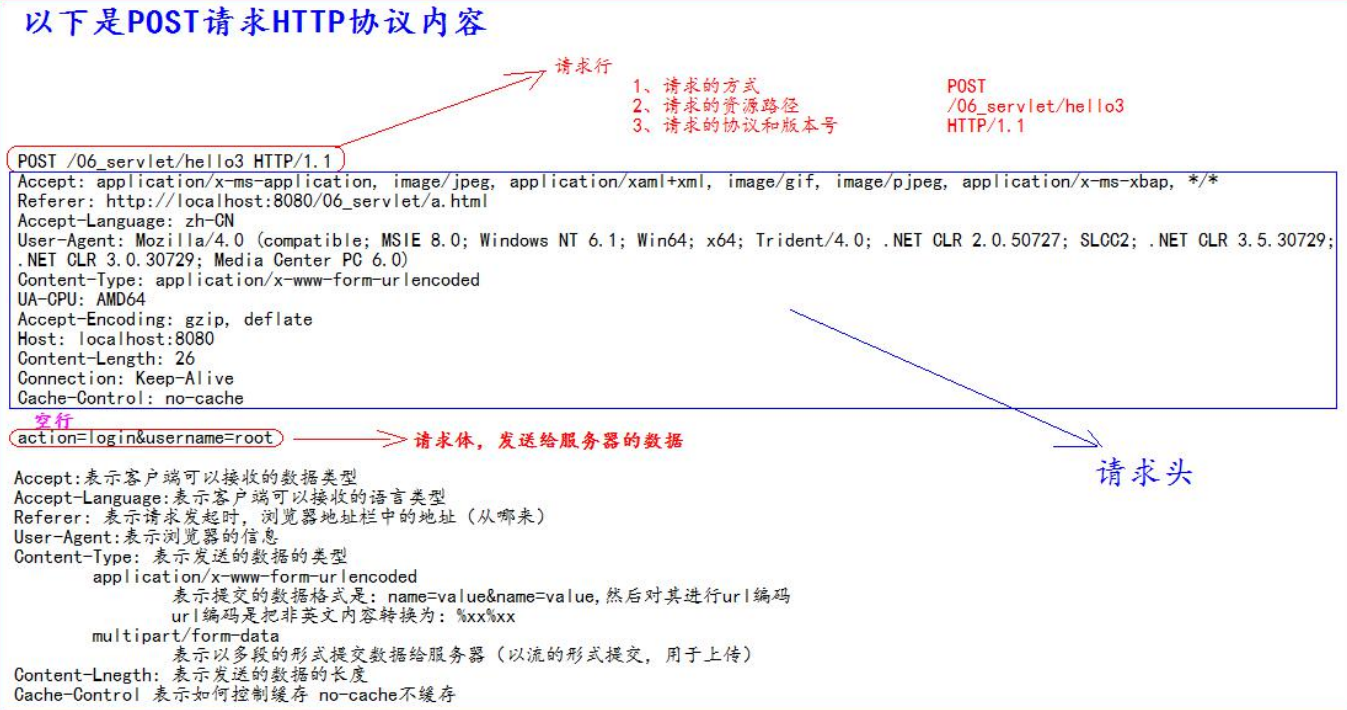 以下是POST请求HTTP协议内容
请求行
1、请求的方式 POST
2、请求的资源路径 /06_servlet/hello3
3、请求的协议和版本号 HTTP/1.1
POST /06_servlet/hello3 HTTP/1.1
Accept: application/x-ms-application, image/jpeg, application/xaml+xml, image/gif, image/pjpeg, application/x-ms-xbap, */*
Referer: http://localhost:8080/06_servlet/a.html
Accept-Language: zh-CN
User-Agent: Mozilla/4.0 (compatible; MSIE 8.0; Windows NT 6.1; Win64; x64; Trident/4.0; .NET CLR 2.0.50727; SLCC2; .NET CLR 3.5.30729;
.NET CLR 3.0.30729; Media Center PC 6.0)
Content-Type: application/x-www-form-urlencoded
UA-CPU: AMD64
Accept-Encoding: gzip, deflate
Host: localhost:8080
Content-Length: 26
Connection: Keep-Alive
Cache-Control: no-cache
空行
action=login&username=root
请求体，发送给服务器的数据
请求头
Accept:表示客户端可以接收的数据类型
Accept-Language:表示客户端可以接收的语言类型
Referer: 表示请求发起时，浏览器地址栏中的地址（从哪来）
User-Agent:表示浏览器的信息
Content-Type: 表示发送的数据的类型
application/x-www-form-urlencoded
表示提交的数据格式是：name=value&name=value,然后对其进行url编码
url编码是把非英文内容转换为：%xx%xx
multipart/form-data
表示以多段的形式提交数据给服务器（以流的形式提交，用于上传）
Content-Lnegth: 表示发送的数据的长度
Cache-Control 表示如何控制缓存 no-cache不缓存